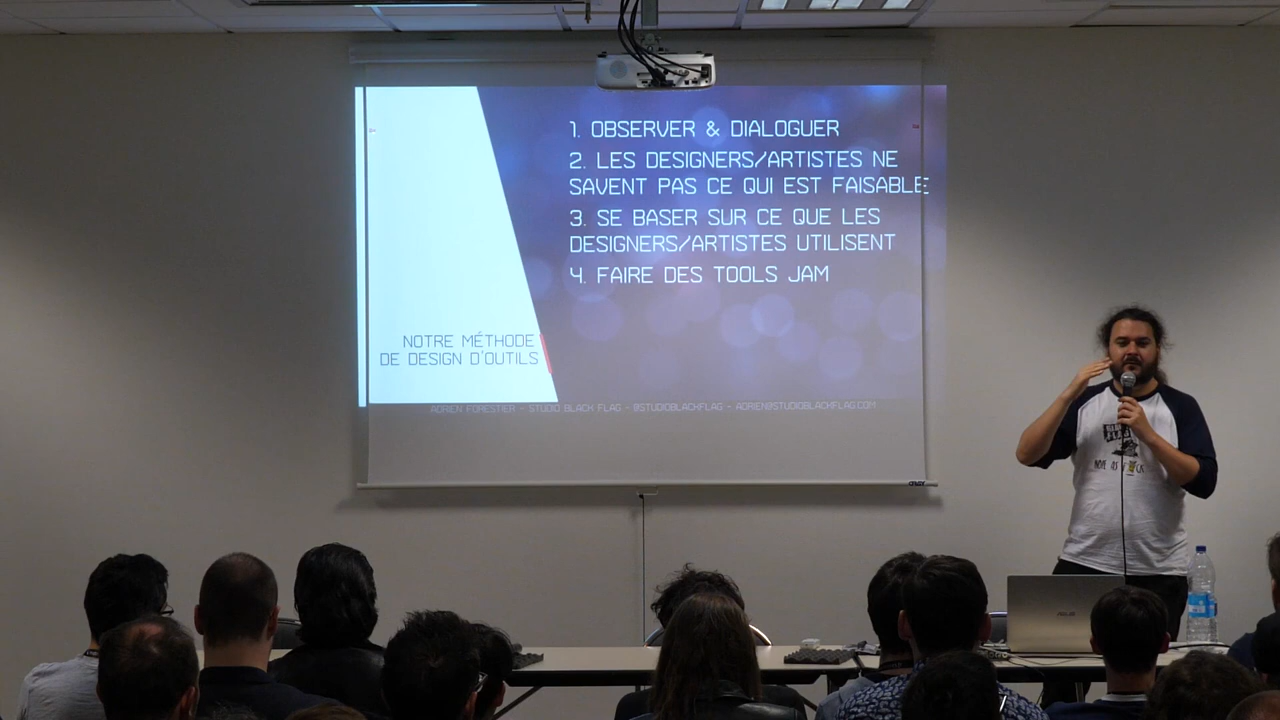 1. OBSERVER & DIALOGUER
2. LES DESIGNERS/ARTISTES NE
SAVENT PAS CE QUI EST FAISABLE
3. SE BASER SUR CE QUE LES
DESIGNERS/ARTISTES UTILISENT
4. FAIRE DES TOOLS JAM
NOTRE MÉTHODE
DE DESIGN D'OUTILS
ADRIEN FORESTIER - STUDIO BLACK FLAG - @STUDIOBLACKFLAG - ADRIEN@STUDIOBLACKFLAG.COM
ASUS